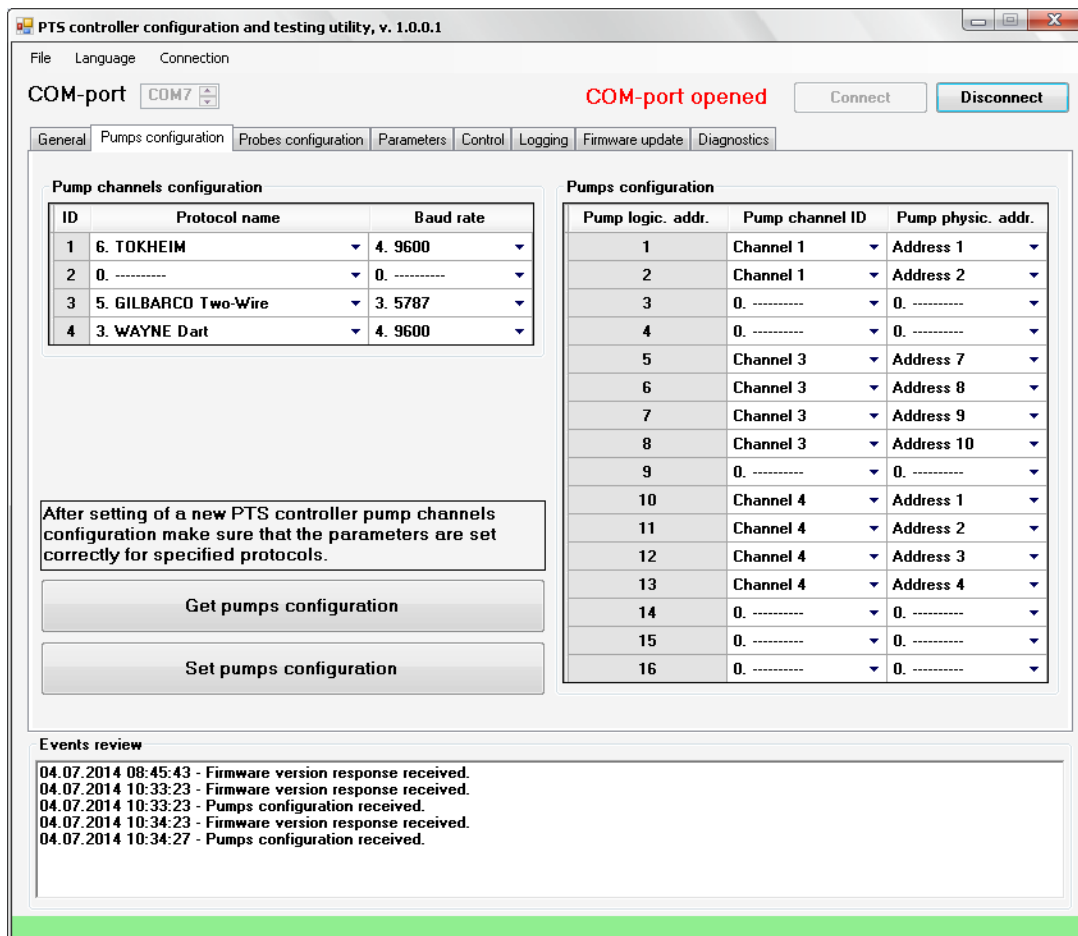 PTS controller configuration and testing utility, v. 1.0.0.1
File Language Connection
COM-port COM7 COM-port opened Connect Disconnect
General Pumps configuration Probes configuration Parameters Control Logging Firmware update Diagnostics
Pump channels configuration
ID Protocol name Baud rate
1 6. TOKHEIM 4. 9600
2 0. ---------- 0. ----------
3 5. GILBARCO Two-Wire 3. 5787
4 3. WAYNE Dart 4. 9600
After setting of a new PTS controller pump channels
configuration make sure that the parameters are set
correctly for specified protocols.
Get pumps configuration
Set pumps configuration
Pumps configuration
Pump logic. addr. Pump channel ID Pump physic. addr.
1 Channel 1 Address 1
2 Channel 1 Address 2
3 0. ---------- 0. ----------
4 0. ---------- 0. ----------
5 Channel 3 Address 7
6 Channel 3 Address 8
7 Channel 3 Address 9
8 Channel 3 Address 10
9 0. ---------- 0. ----------
10 Channel 4 Address 1
11 Channel 4 Address 2
12 Channel 4 Address 3
13 Channel 4 Address 4
14 0. ---------- 0. ----------
15 0. ---------- 0. ----------
16 0. ---------- 0. ----------
Events review
04.07.2014 08:45:43 - Firmware version response received.
04.07.2014 10:33:23 - Firmware version response received.
04.07.2014 10:33:23 - Pumps configuration received.
04.07.2014 10:34:23 - Firmware version response received.
04.07.2014 10:34:27 - Pumps configuration received.